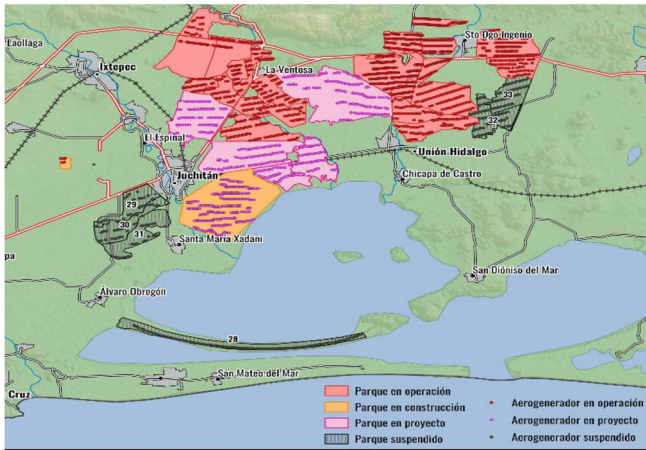 Laollaga
Ixtepec
Sto Dgo Ingenio
La Ventosa
33
32
El Espinal
Unión Hidalgo
Juchitán
Chicapa de Castro
29
30
31
Santa María Xadani
pa
San Dióniso del Mar
Álvaro Obregón
28
San Mateo del Mar
Cruz
Parque en operación
Parque en construcción
Parque en proyecto
Parque suspendido
Aerogenerador en operación
Aerogenerador en proyecto
Aerogenerador suspendido